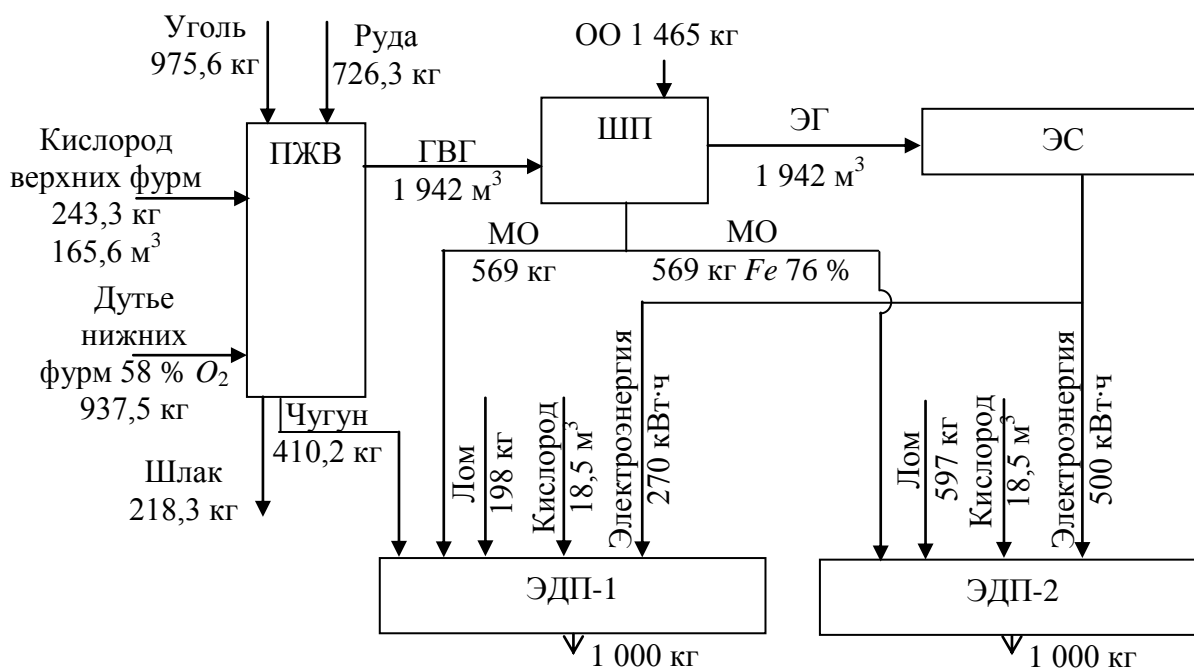 Уголь
975,6 кг
Руда
726,3 кг
ОО 1 465 кг
Кислород
верхних фурм
243,3 кг
165,6 м³
ПЖВ
ГВГ
1 942 м³
ШП
ЭГ
1 942 м³
ЭС
МО
569 кг
МО
569 кг Fe 76 %
Дутье
нижних
фурм 58 % O₂
937,5 кг
Чугун
410,2 кг
Шлак
218,3 кг
Лом
198 кг
Кислород
18,5 м³
Электроэнергия
270 кВт·ч
Лом
597 кг
Кислород
18,5 м³
Электроэнергия
500 кВт·ч
ЭДП-1
ЭДП-2
1 000 кг
1 000 кг